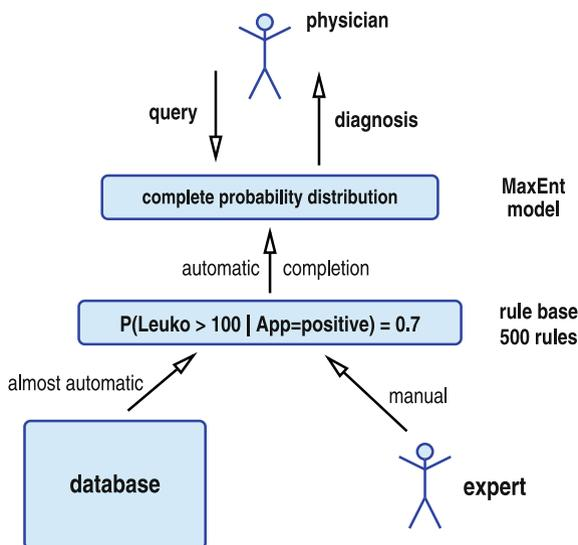 physician
query
diagnosis
complete probability distribution
MaxEnt
model
automatic completion
P(Leuko > 100 | App=positive) = 0.7
rule base
500 rules
almost automatic
manual
database
expert